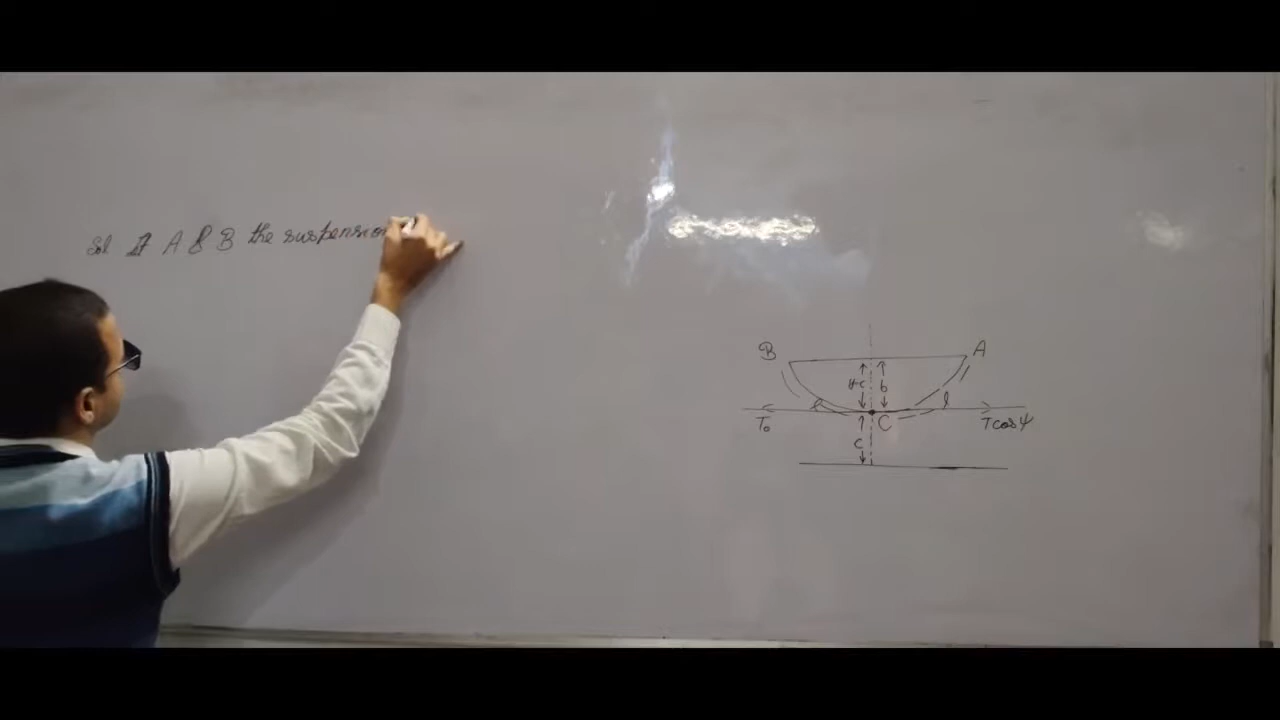 Sol If A & B the suspension
B A
y-c b
l l
T₀ C T cos ψ
c